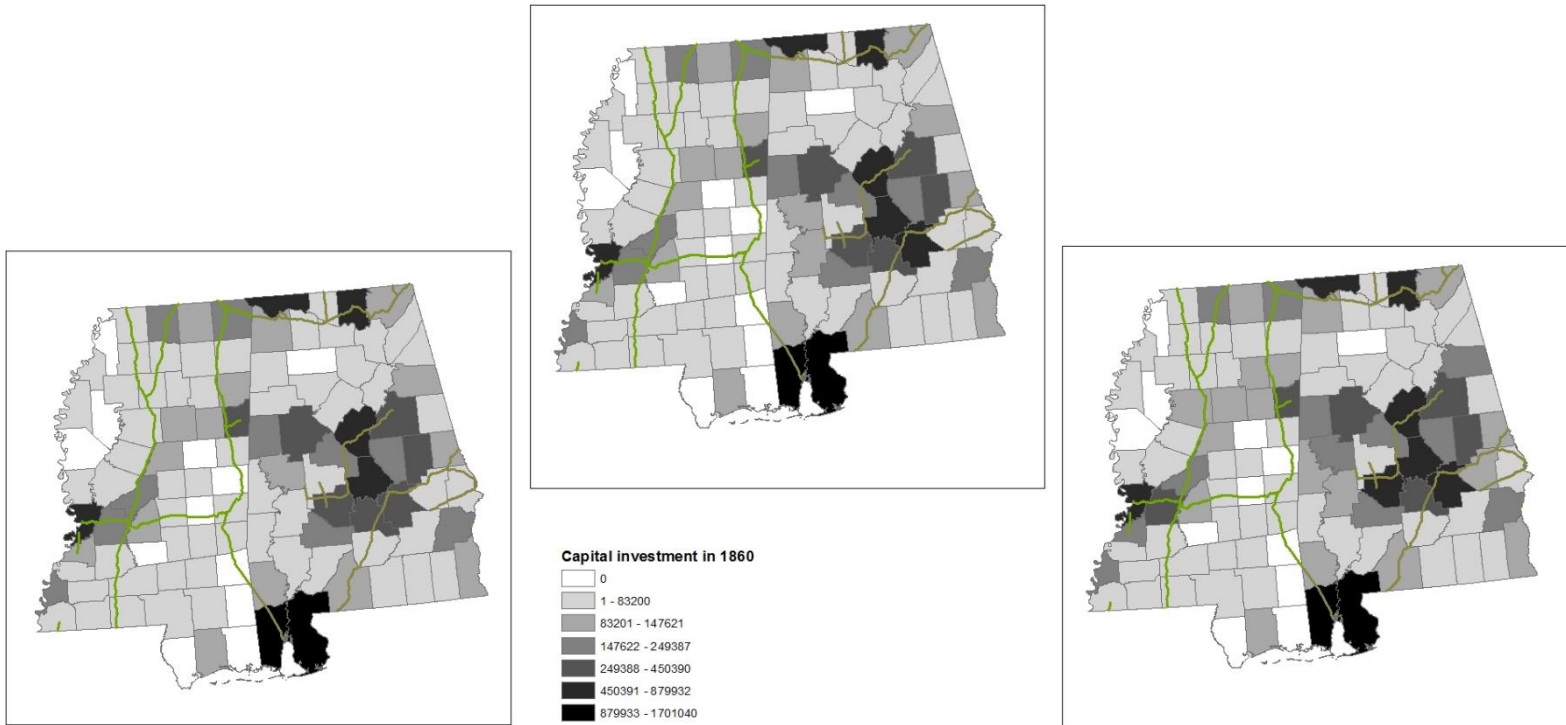 Capital investment in 1860
0
1 - 83200
83201 - 147621
147622 - 249387
249388 - 450390
450391 - 879932
879933 - 1701040